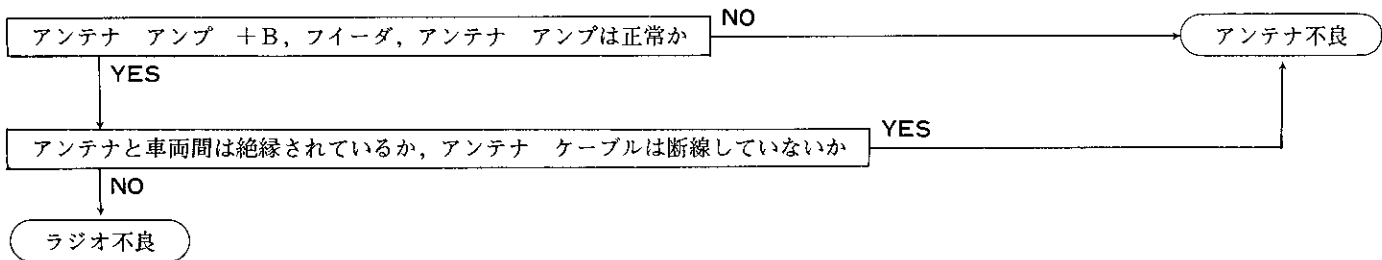 NO
アンテナ アンプ +B，フイーダ，アンテナ アンプは正常か
アンテナ不良
YES
YES
アンテナと車両間は絶縁されているか，アンテナ ケーブルは断線していないか
NO
ラジオ不良